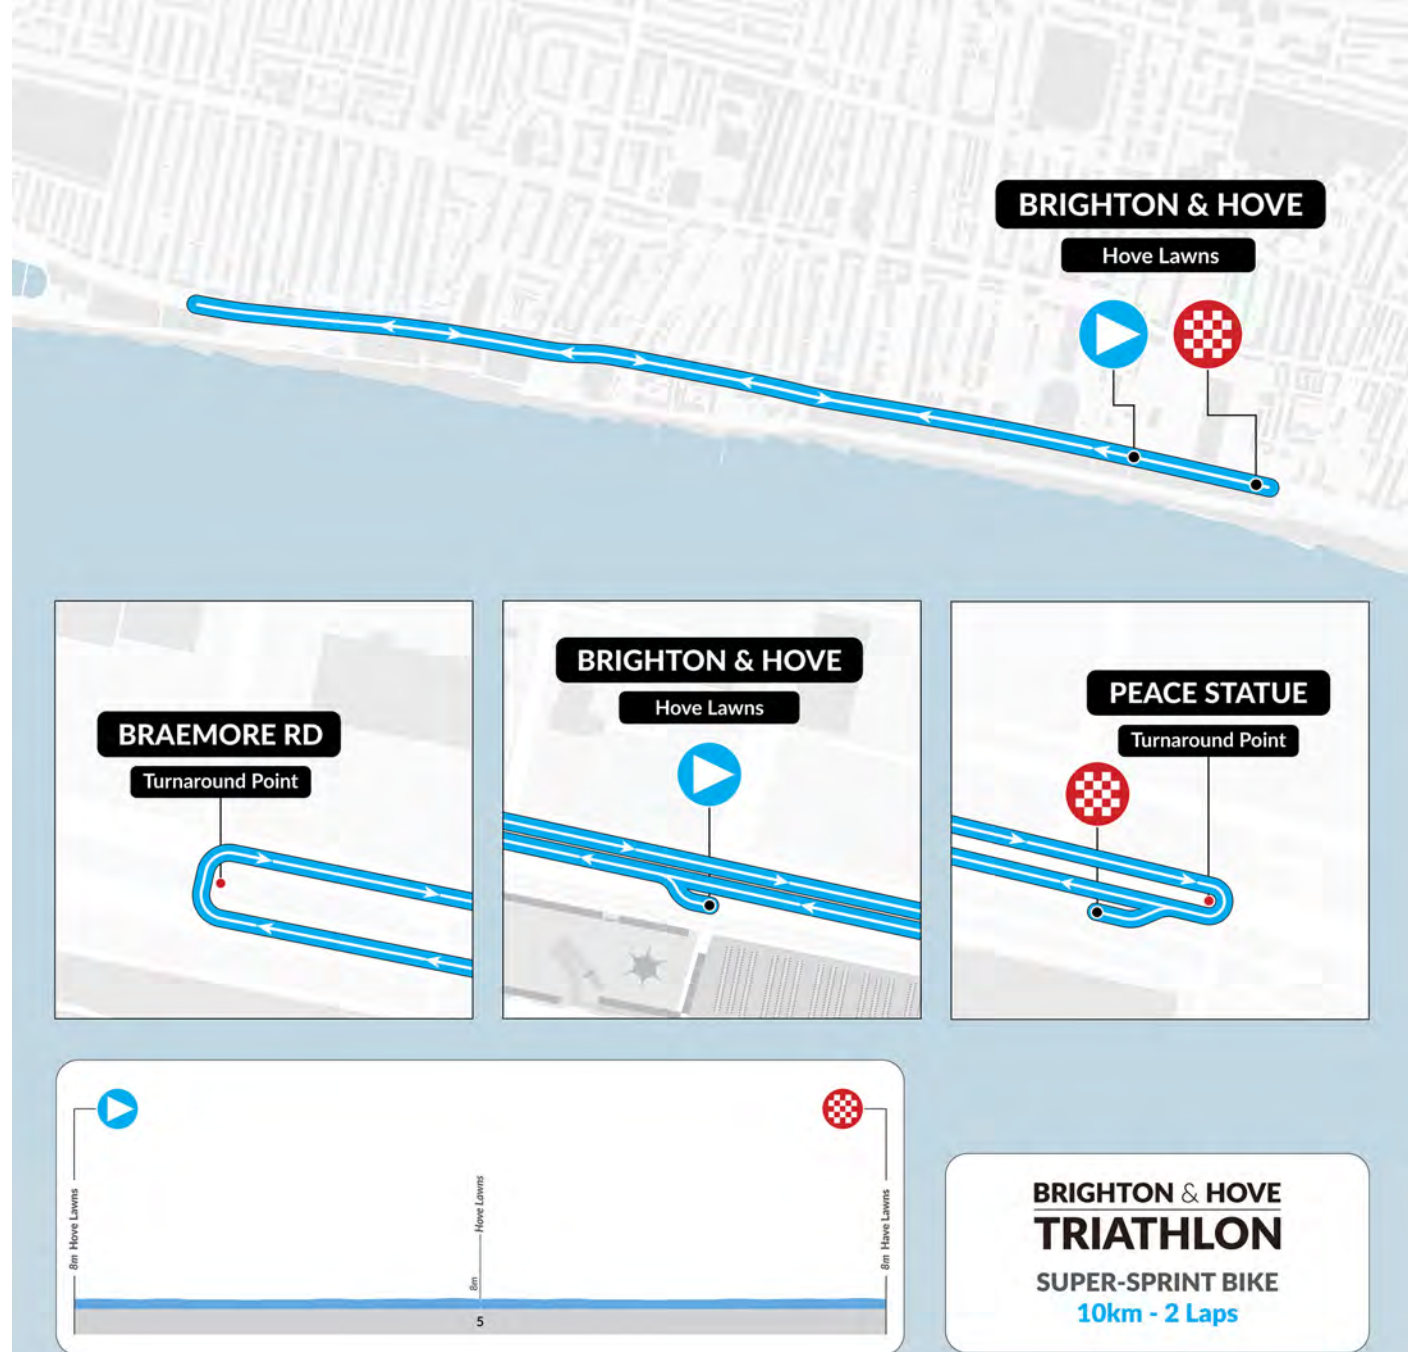 BRIGHTON & HOVE
Hove Lawns
BRAEMORE RD
Turnaround Point
BRIGHTON & HOVE
Hove Lawns
PEACE STATUE
Turnaround Point
8m Hove Lawns
8m
Hove Lawns
8m Have Lawns
5
BRIGHTON & HOVE
TRIATHLON
SUPER-SPRINT BIKE
10km - 2 Laps